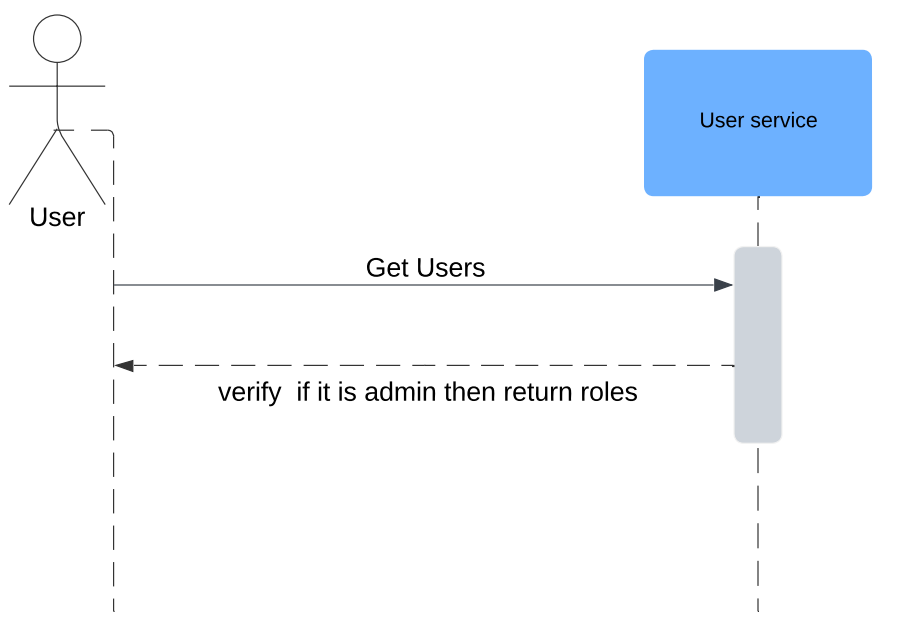 User service
User
Get Users
verify  if it is admin then return roles